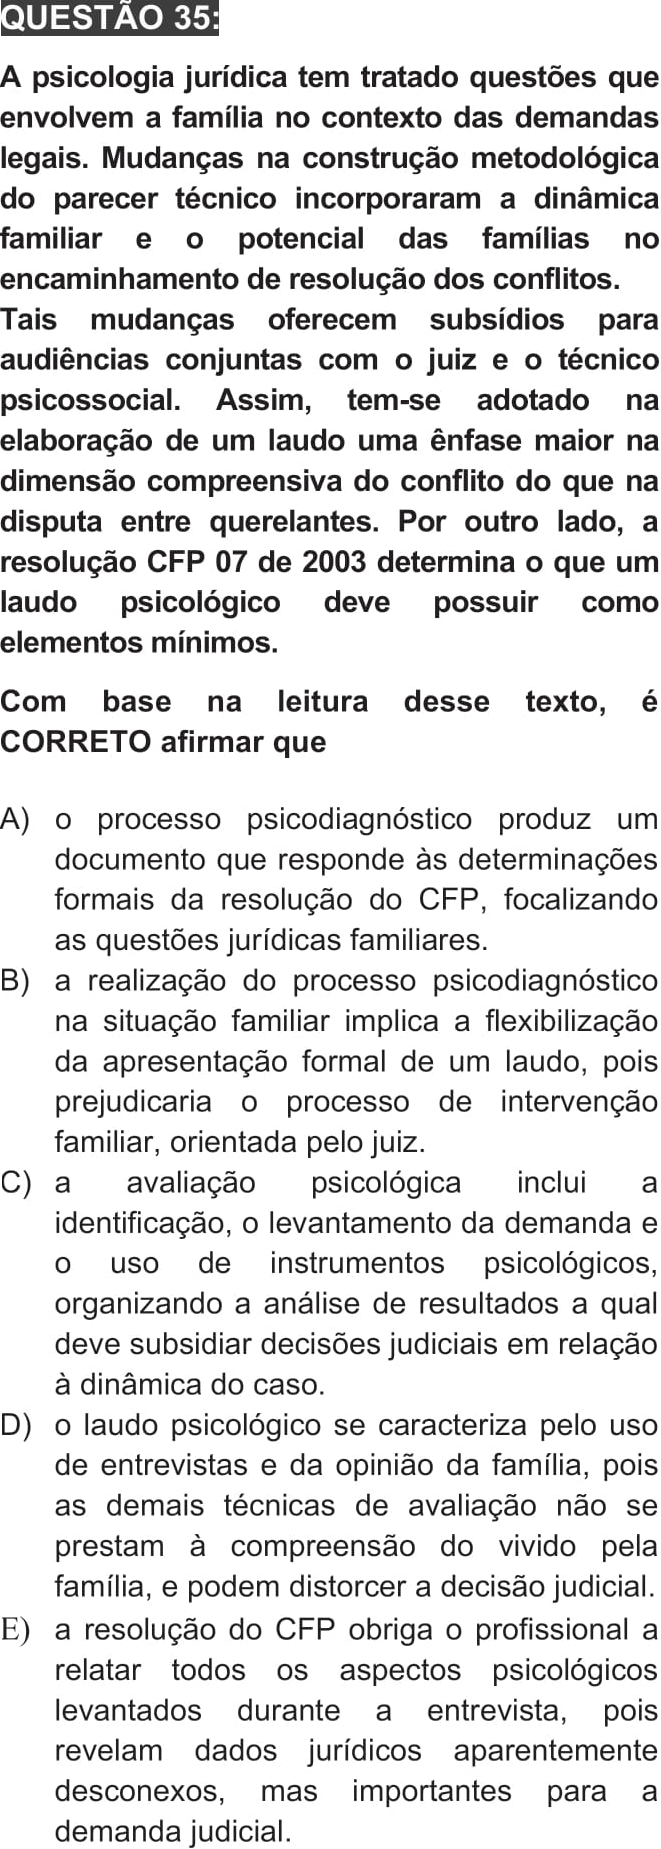 QUESTÃO 35:
A psicologia jurídica tem tratado questões que
envolvem a família no contexto das demandas
legais. Mudanças na construção metodológica
do parecer técnico incorporaram a dinâmica
familiar e o potencial das famílias no
encaminhamento de resolução dos conflitos.
Tais mudanças oferecem subsídios para
audiências conjuntas com o juiz e o técnico
psicossocial. Assim, tem-se adotado na
elaboração de um laudo uma ênfase maior na
dimensão compreensiva do conflito do que na
disputa entre querelantes. Por outro lado, a
resolução CFP 07 de 2003 determina o que um
laudo psicológico deve possuir como
elementos mínimos.
Com base na leitura desse texto, é
CORRETO afirmar que
A) o processo psicodiagnóstico produz um
documento que responde às determinações
formais da resolução do CFP, focalizando
as questões jurídicas familiares.
B) a realização do processo psicodiagnóstico
na situação familiar implica a flexibilização
da apresentação formal de um laudo, pois
prejudicaria o processo de intervenção
familiar, orientada pelo juiz.
C) a avaliação psicológica inclui a
identificação, o levantamento da demanda e
o uso de instrumentos psicológicos,
organizando a análise de resultados a qual
deve subsidiar decisões judiciais em relação
à dinâmica do caso.
D) o laudo psicológico se caracteriza pelo uso
de entrevistas e da opinião da família, pois
as demais técnicas de avaliação não se
prestam à compreensão do vivido pela
família, e podem distorcer a decisão judicial.
E) a resolução do CFP obriga o profissional a
relatar todos os aspectos psicológicos
levantados durante a entrevista, pois
revelam dados jurídicos aparentemente
desconexos, mas importantes para a
demanda judicial.